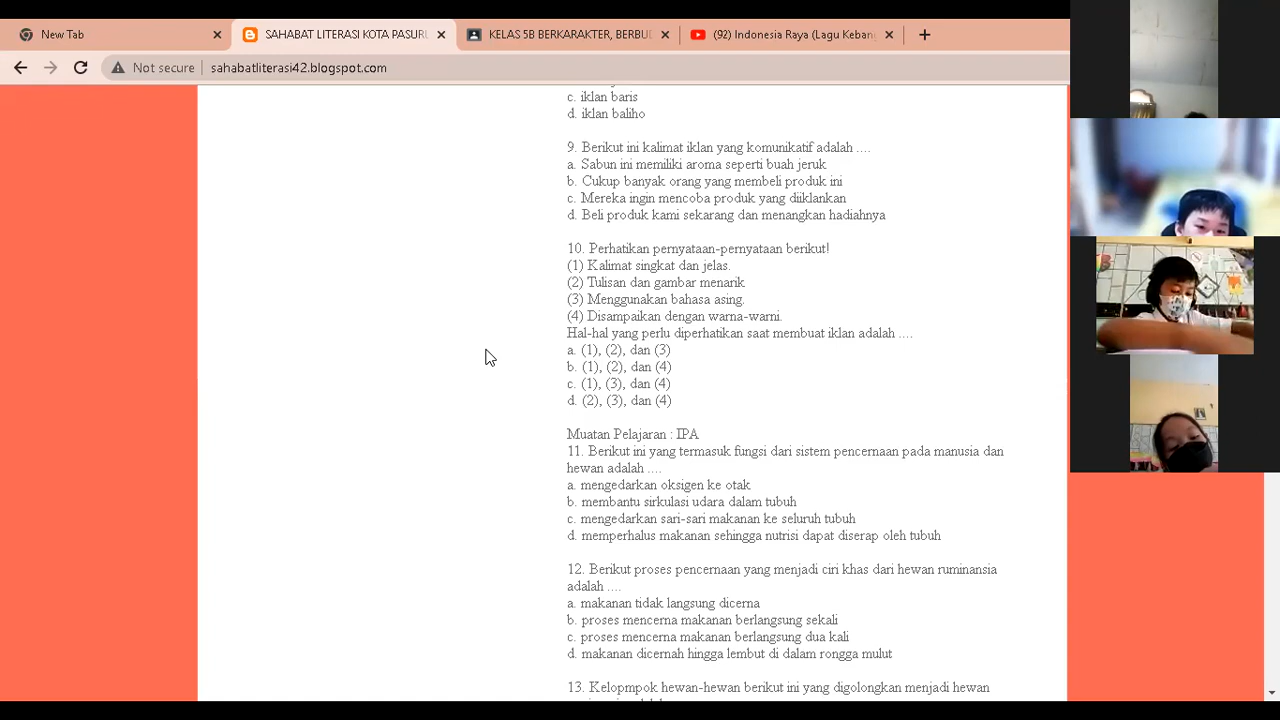 New Tab
SAHABAT LITERASI KOTA PASURU
KELAS 5B BERKARAKTER, BERBUD
(92) Indonesia Raya (Lagu Kebang
Not secure
sahabatliterasi42.blogspot.com
c. iklan baris
d. iklan baliho
9. Berikut ini kalimat iklan yang komunikatif adalah ....
a. Sabun ini memiliki aroma seperti buah jeruk
b. Cukup banyak orang yang membeli produk ini
c. Mereka ingin mencoba produk yang diiklankan
d. Beli produk kami sekarang dan menangkan hadiahnya
10. Perhatikan pernyataan-pernyataan berikut!
(1) Kalimat singkat dan jelas.
(2) Tulisan dan gambar menarik
(3) Menggunakan bahasa asing.
(4) Disampaikan dengan warna-warni.
Hal-hal yang perlu diperhatikan saat membuat iklan adalah ....
a. (1), (2), dan (3)
b. (1), (2), dan (4)
c. (1), (3), dan (4)
d. (2), (3), dan (4)
Muatan Pelajaran : IPA
11. Berikut ini yang termasuk fungsi dari sistem pencernaan pada manusia dan
hewan adalah ....
a. mengedarkan oksigen ke otak
b. membantu sirkulasi udara dalam tubuh
c. mengedarkan sari-sari makanan ke seluruh tubuh
d. memperhalus makanan sehingga nutrisi dapat diserap oleh tubuh
12. Berikut proses pencernaan yang menjadi ciri khas dari hewan ruminansia
adalah ....
a. makanan tidak langsung dicerna
b. proses mencerna makanan berlangsung sekali
c. proses mencerna makanan berlangsung dua kali
d. makanan dicernah hingga lembut di dalam rongga mulut
13. Kelopmpok hewan-hewan berikut ini yang digolongkan menjadi hewan